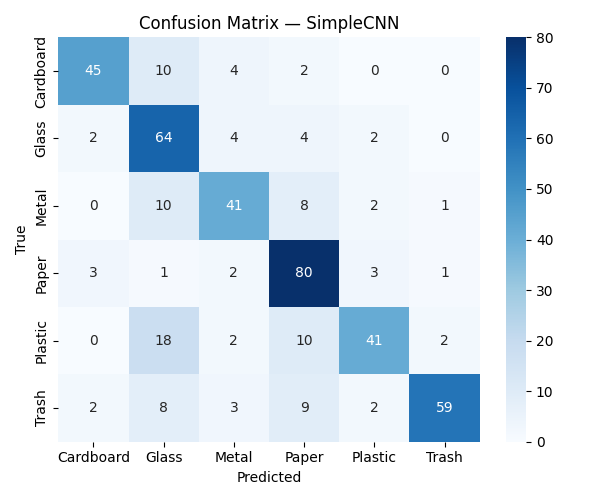 Confusion Matrix — SimpleCNN
True
Cardboard 45 10 4 2 0 0
Glass 2 64 4 4 2 0
Metal 0 10 41 8 2 1
Paper 3 1 2 80 3 1
Plastic 0 18 2 10 41 2
Trash 2 8 3 9 2 59
Cardboard Glass Metal Paper Plastic Trash
Predicted
80
70
60
50
40
30
20
10
0